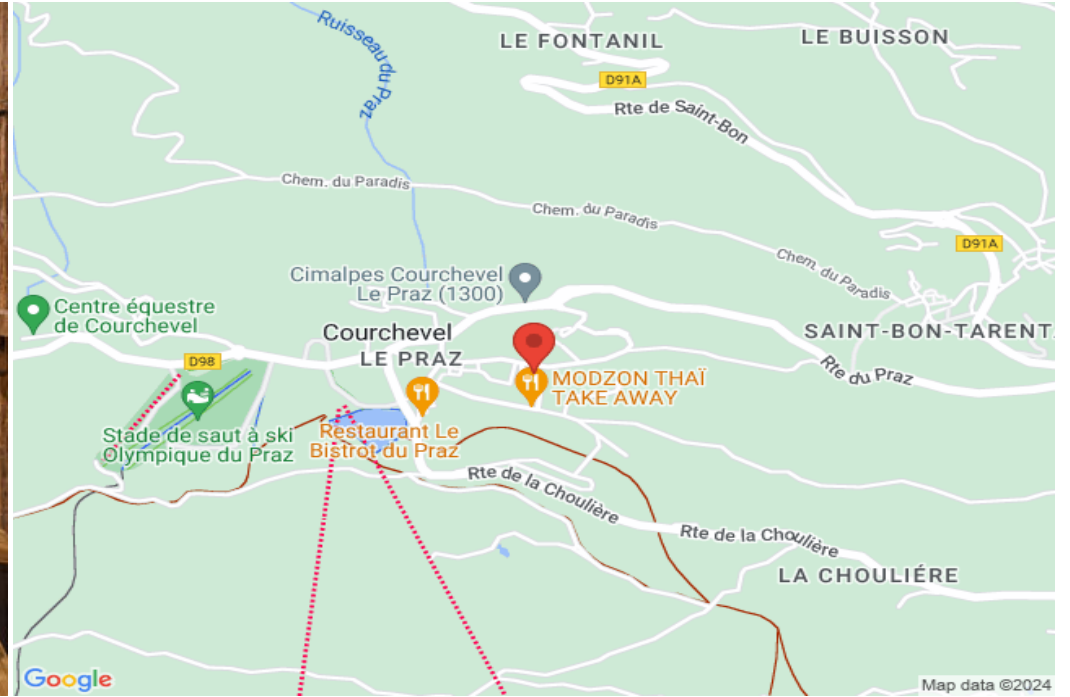 Ruisseau du Praz
LE FONTANIL
LE BUISSON
D91A
Rte de Saint-Bon
Chem. du Paradis
Chem. du Paradis
D91A
Chem. du Paradis
Cimalpes Courchevel
Le Praz (1300)
Centre équestre
de Courchevel
Courchevel
LE PRAZ
SAINT-BON-TARENT
D98
Rte du Praz
MODZON THAÏ
TAKE AWAY
Stade de saut à ski
Olympique du Praz
Restaurant Le
Bistrot du Praz
Rte de la Choulière
Rte de la Choulière
LA CHOULIÉRE
Google
Map data ©2024